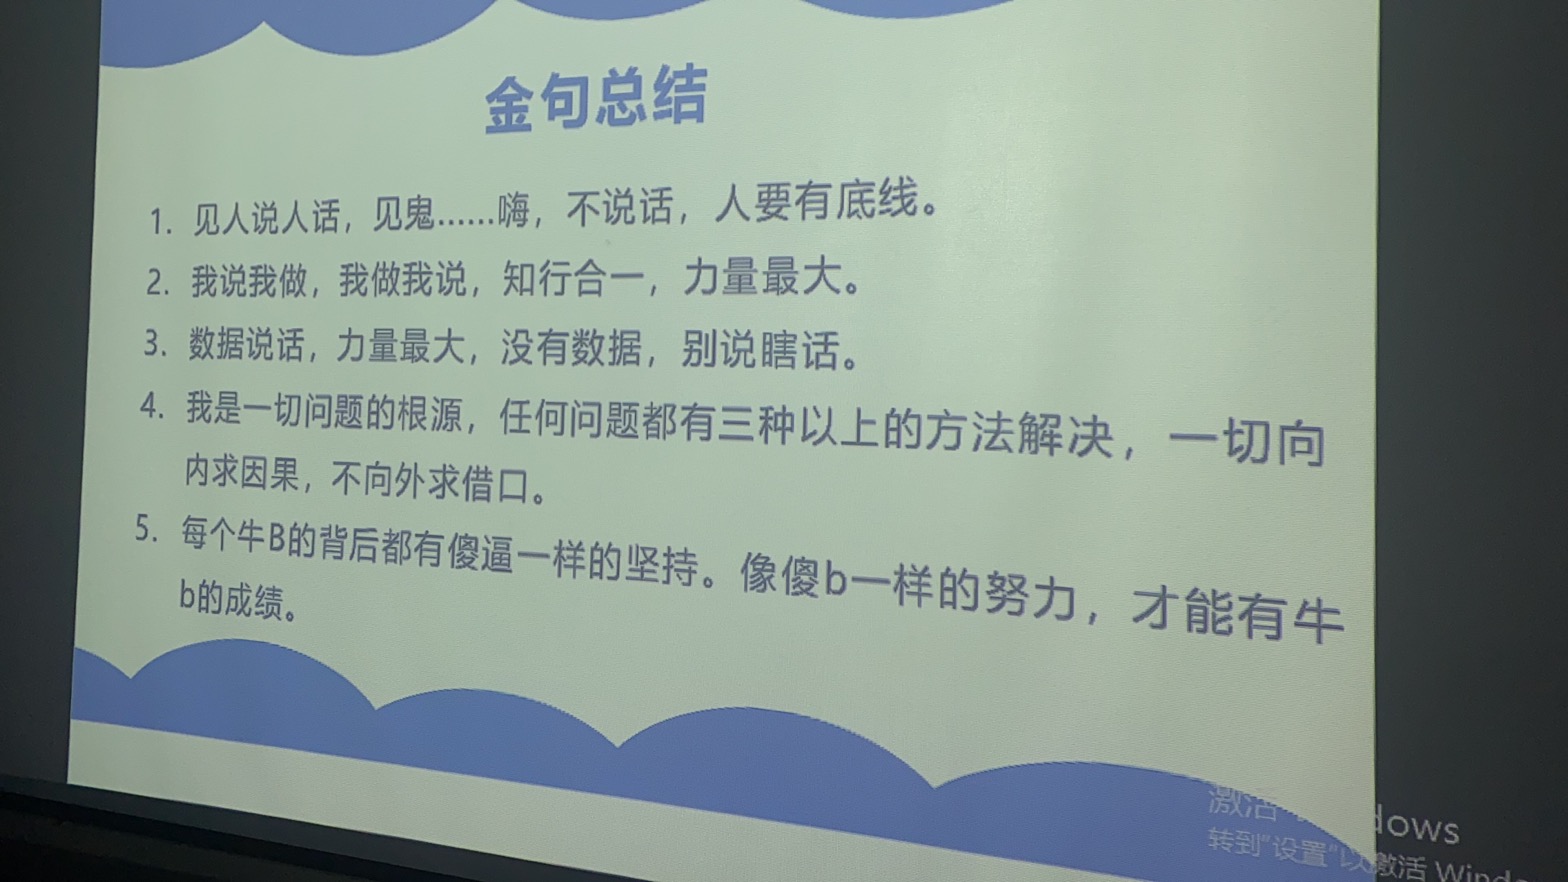 金句总结
1. 见人说人话，见鬼……嗨，不说话，人要有底线。
2. 我说我做，我做我说，知行合一，力量最大。
3. 数据说话，力量最大，没有数据，别说瞎话。
4. 我是一切问题的根源，任何问题都有三种以上的方法解决，一切向
内求因果，不向外求借口。
5. 每个牛B的背后都有傻逼一样的坚持。像傻b一样的努力，才能有牛
b的成绩。
激活 dows
转到“设置”以激活 Windo